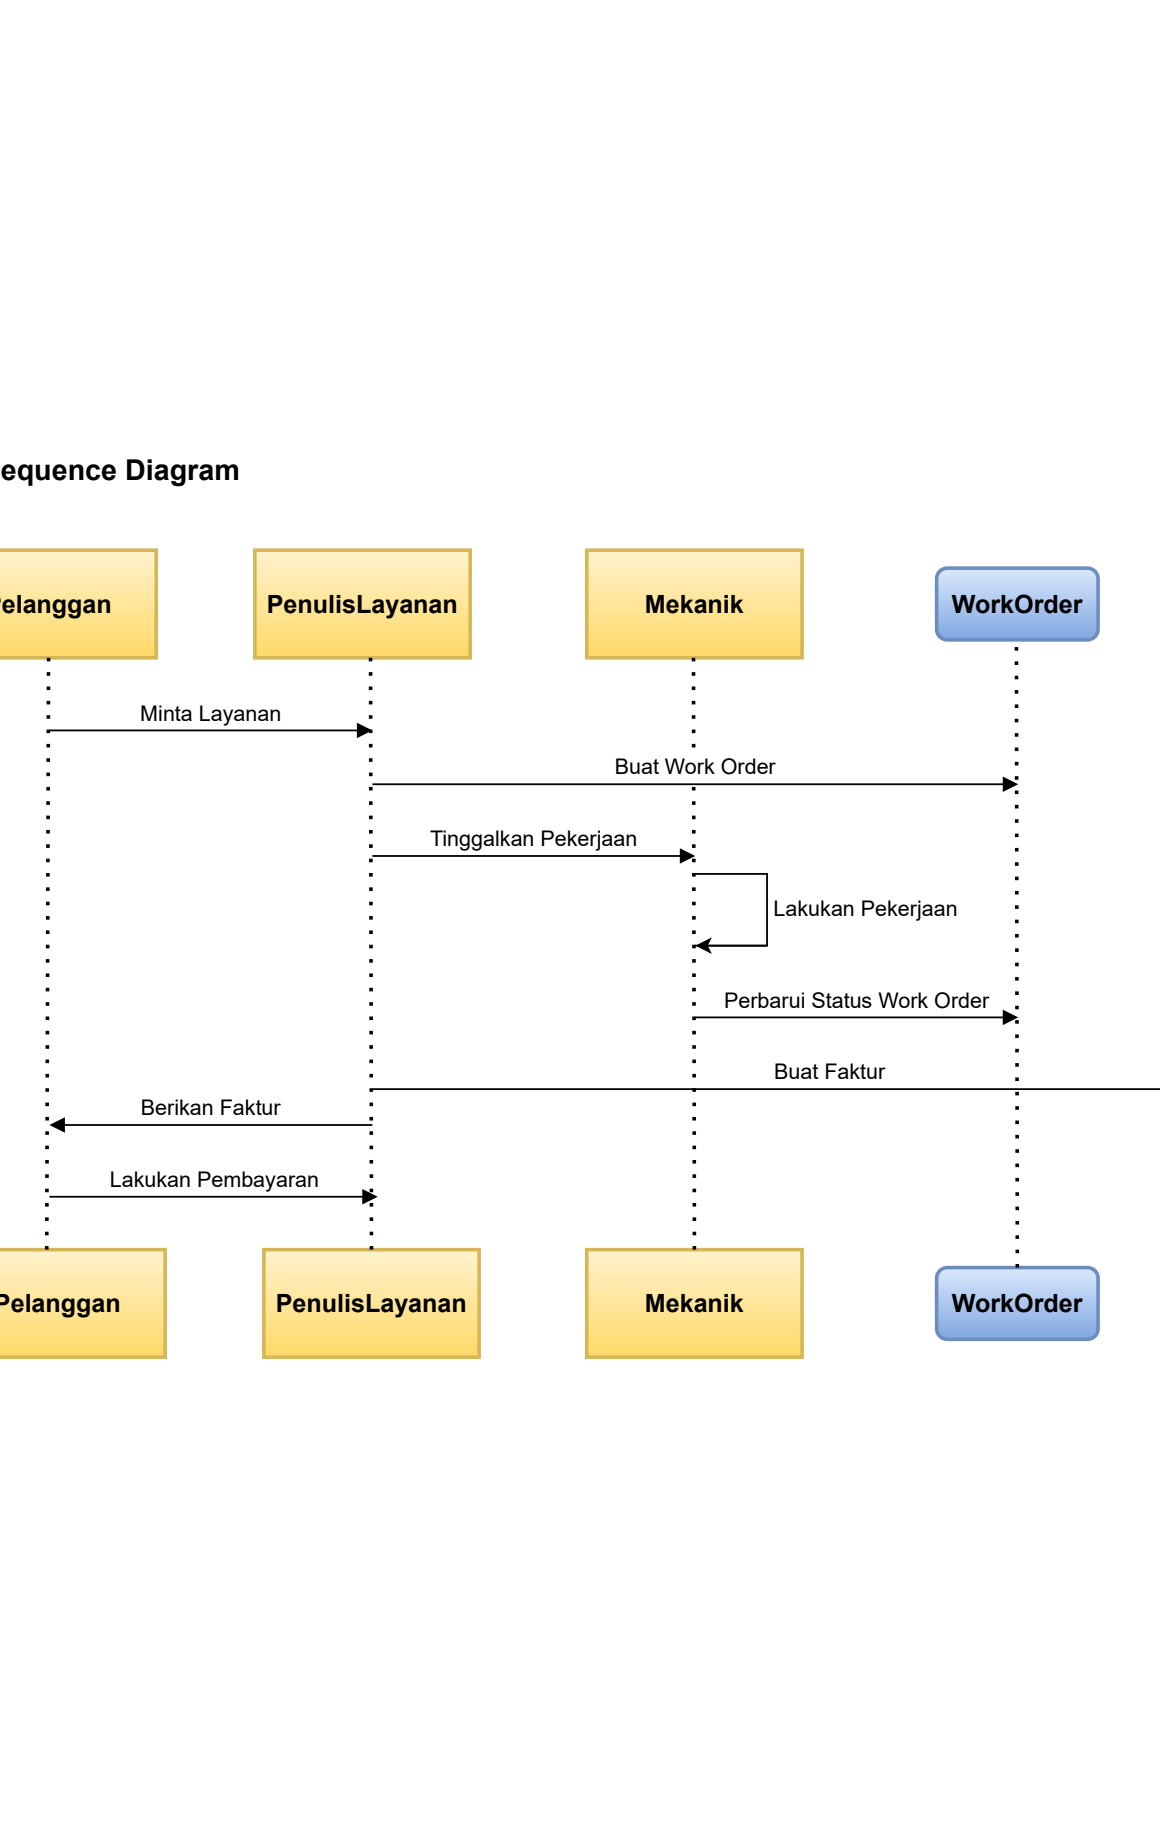 equence Diagram
elanggan
PenulisLayanan
Mekanik
WorkOrder
Minta Layanan
Buat Work Order
Tinggalkan Pekerjaan
Lakukan Pekerjaan
Perbarui Status Work Order
Buat Faktur
Berikan Faktur
Lakukan Pembayaran
Pelanggan
PenulisLayanan
Mekanik
WorkOrder